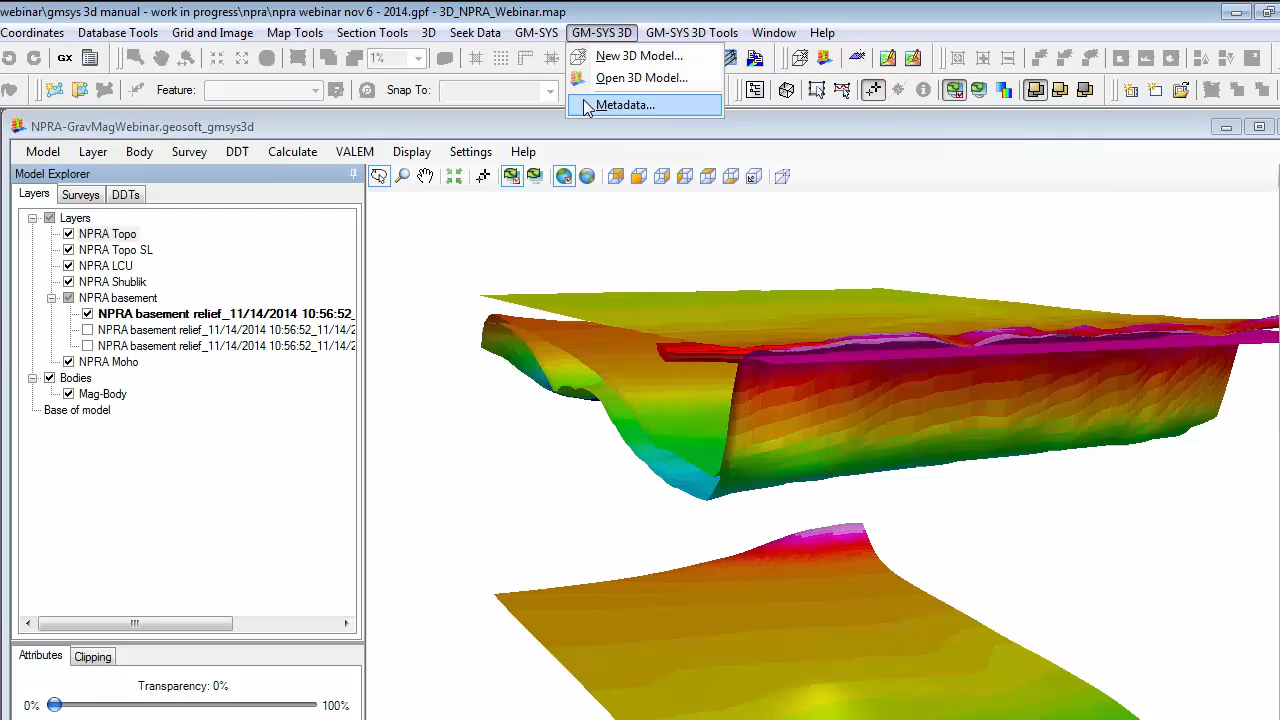 webinar\gmsys 3d manual - work in progress\npra\npra webinar nov 6 - 2014.gpf - 3D_NPRA_Webinar.map
Coordinates Database Tools Grid and Image Map Tools Section Tools 3D Seek Data GM-SYS GM-SYS 3D GM-SYS 3D Tools Window Help
GX 1% New 3D Model...
Open 3D Model...
Feature: Snap To:
Metadata...
NPRA-GravMagWebinar.geosoft_gmsys3d
Model Layer Body Survey DDT Calculate VALEM Display Settings Help
Model Explorer
Layers Surveys DDTs
Layers
NPRA Topo
NPRA Topo SL
NPRA LCU
NPRA Shublik
NPRA basement
NPRA basement relief_11/14/2014 10:56:52_
NPRA basement relief_11/14/2014 10:56:52_11/14/2
NPRA basement relief_11/14/2014 10:56:52_11/14/2
NPRA Moho
Bodies
Mag-Body
Base of model
Attributes Clipping
Transparency: 0%
0% 100%